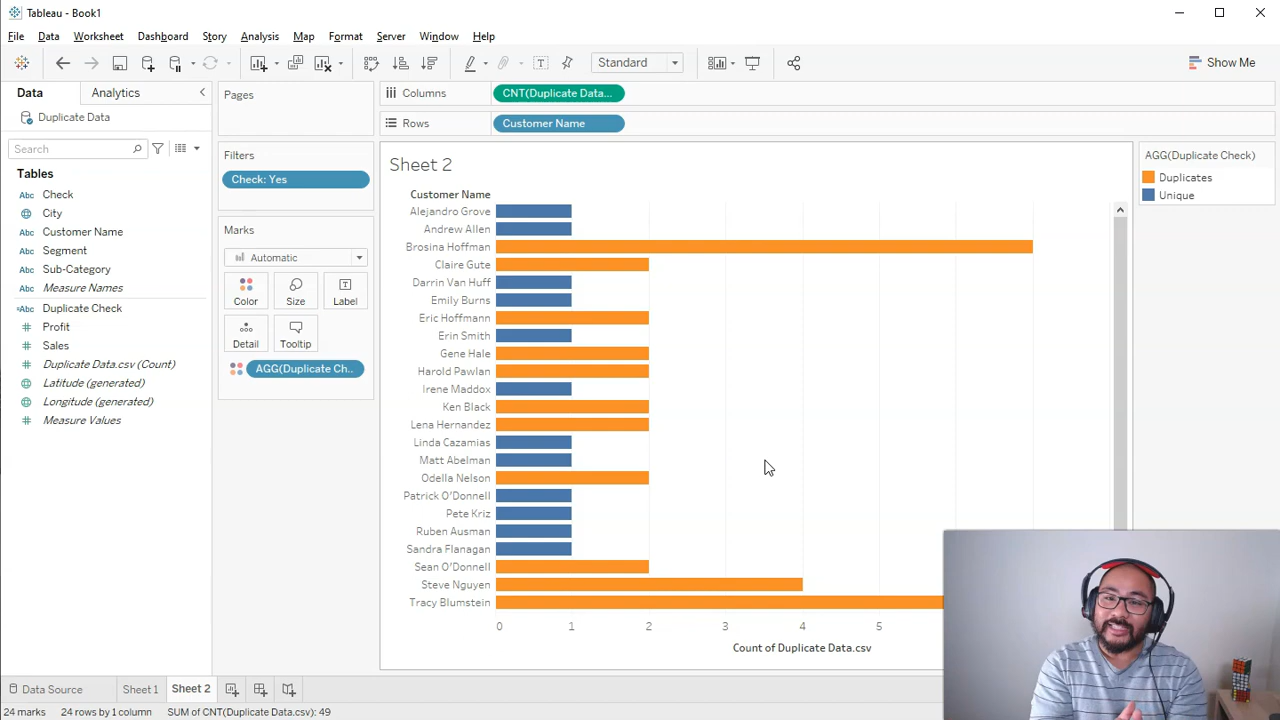 Tableau - Book1
File Data Worksheet Dashboard Story Analysis Map Format Server Window Help
Standard
Show Me
Data Analytics
Duplicate Data
Search
Tables
Abc Check
City
Abc Customer Name
Abc Segment
Abc Sub-Category
Abc Measure Names
Abc Duplicate Check
# Profit
# Sales
# Duplicate Data.csv (Count)
Latitude (generated)
Longitude (generated)
# Measure Values
Pages
Filters
Check: Yes
Marks
Automatic
Color Size Label
Detail Tooltip
AGG(Duplicate Ch..
Columns CNT(Duplicate Data...
Rows Customer Name
Sheet 2
Customer Name
Alejandro Grove
Andrew Allen
Brosina Hoffman
Claire Gute
Darrin Van Huff
Emily Burns
Eric Hoffmann
Erin Smith
Gene Hale
Harold Pawlan
Irene Maddox
Ken Black
Lena Hernandez
Linda Cazamias
Matt Abelman
Odella Nelson
Patrick O'Donnell
Pete Kriz
Ruben Ausman
Sandra Flanagan
Sean O'Donnell
Steve Nguyen
Tracy Blumstein
0 1 2 3 4 5
Count of Duplicate Data.csv
AGG(Duplicate Check)
Duplicates
Unique
Data Source Sheet 1 Sheet 2
24 marks 24 rows by 1 column SUM of CNT(Duplicate Data.csv): 49